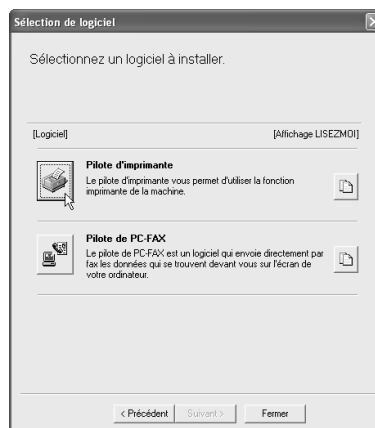 Sélection de logiciel
Sélectionnez un logiciel à installer.
[Logiciel] [Affichage LISEZMOI]
Pilote d'imprimante
Le pilote d'imprimante vous permet d'utiliser la fonction
imprimante de la machine.
Pilote de PC-FAX
Le pilote de PC-FAX est un logiciel qui envoie directement par
fax les données qui se trouvent devant vous sur l'écran de
votre ordinateur.
< Précédent Suivant > Fermer